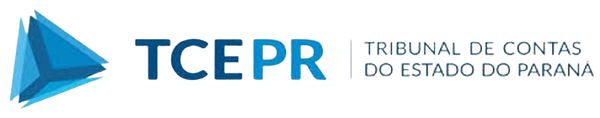 TCEPR
TRIBUNAL DE CONTAS
DO ESTADO DO PARANÁ